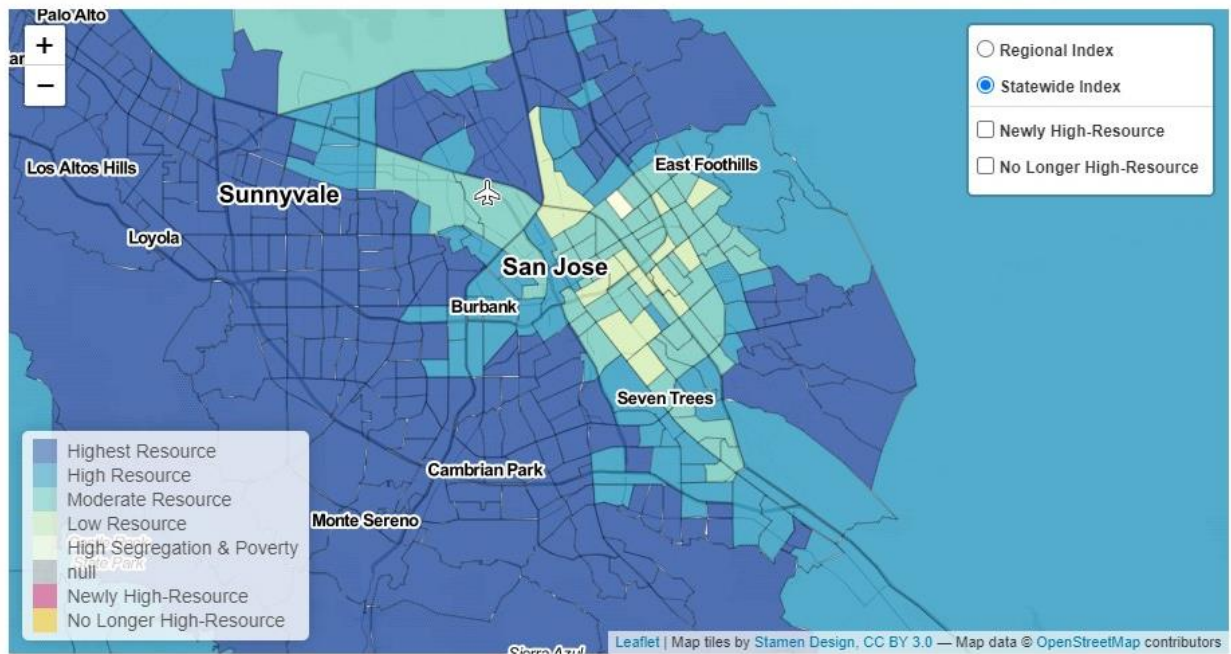 Palo Alto
+
−
Los Altos Hills
Sunnyvale
Loyola
East Foothills
San Jose
Burbank
Seven Trees
Cambrian Park
Monte Sereno
Regional Index
Statewide Index
Newly High-Resource
No Longer High-Resource
Highest Resource
High Resource
Moderate Resource
Low Resource
High Segregation & Poverty
null
Newly High-Resource
No Longer High-Resource
Leaflet | Map tiles by Stamen Design, CC BY 3.0 — Map data © OpenStreetMap contributors